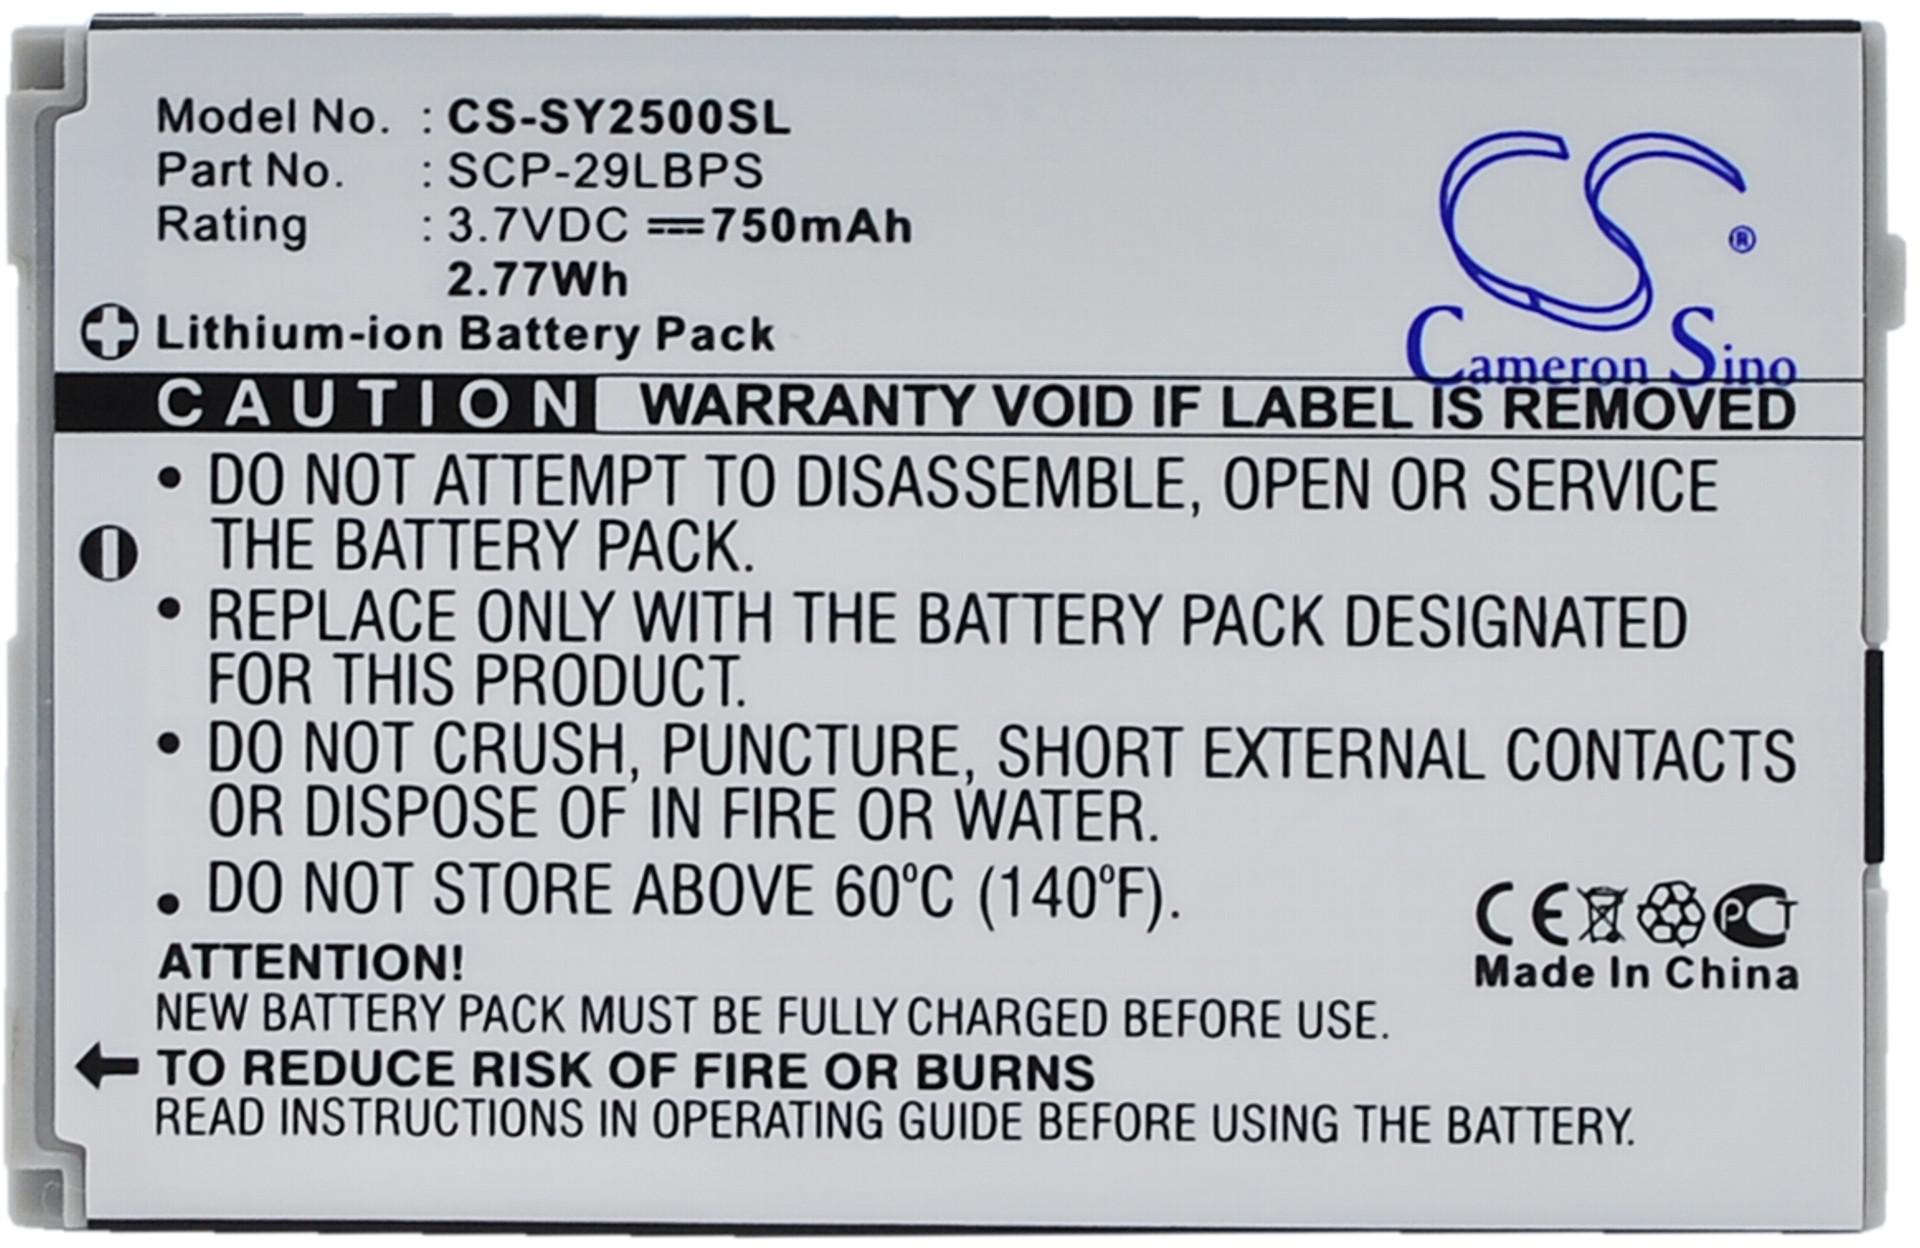 Model No. : CS-SY2500SL
Part No. : SCP-29LBPS
Rating : 3.7VDC ⎓750mAh
2.77Wh
Lithium-ion Battery Pack
CS®
Cameron Sino
CAUTION WARRANTY VOID IF LABEL IS REMOVED
• DO NOT ATTEMPT TO DISASSEMBLE, OPEN OR SERVICE
THE BATTERY PACK.
• REPLACE ONLY WITH THE BATTERY PACK DESIGNATED
FOR THIS PRODUCT.
• DO NOT CRUSH, PUNCTURE, SHORT EXTERNAL CONTACTS
OR DISPOSE OF IN FIRE OR WATER.
• DO NOT STORE ABOVE 60°C (140°F).
CE PCT
Made In China
ATTENTION!
NEW BATTERY PACK MUST BE FULLY CHARGED BEFORE USE.
TO REDUCE RISK OF FIRE OR BURNS
READ INSTRUCTIONS IN OPERATING GUIDE BEFORE USING THE BATTERY.